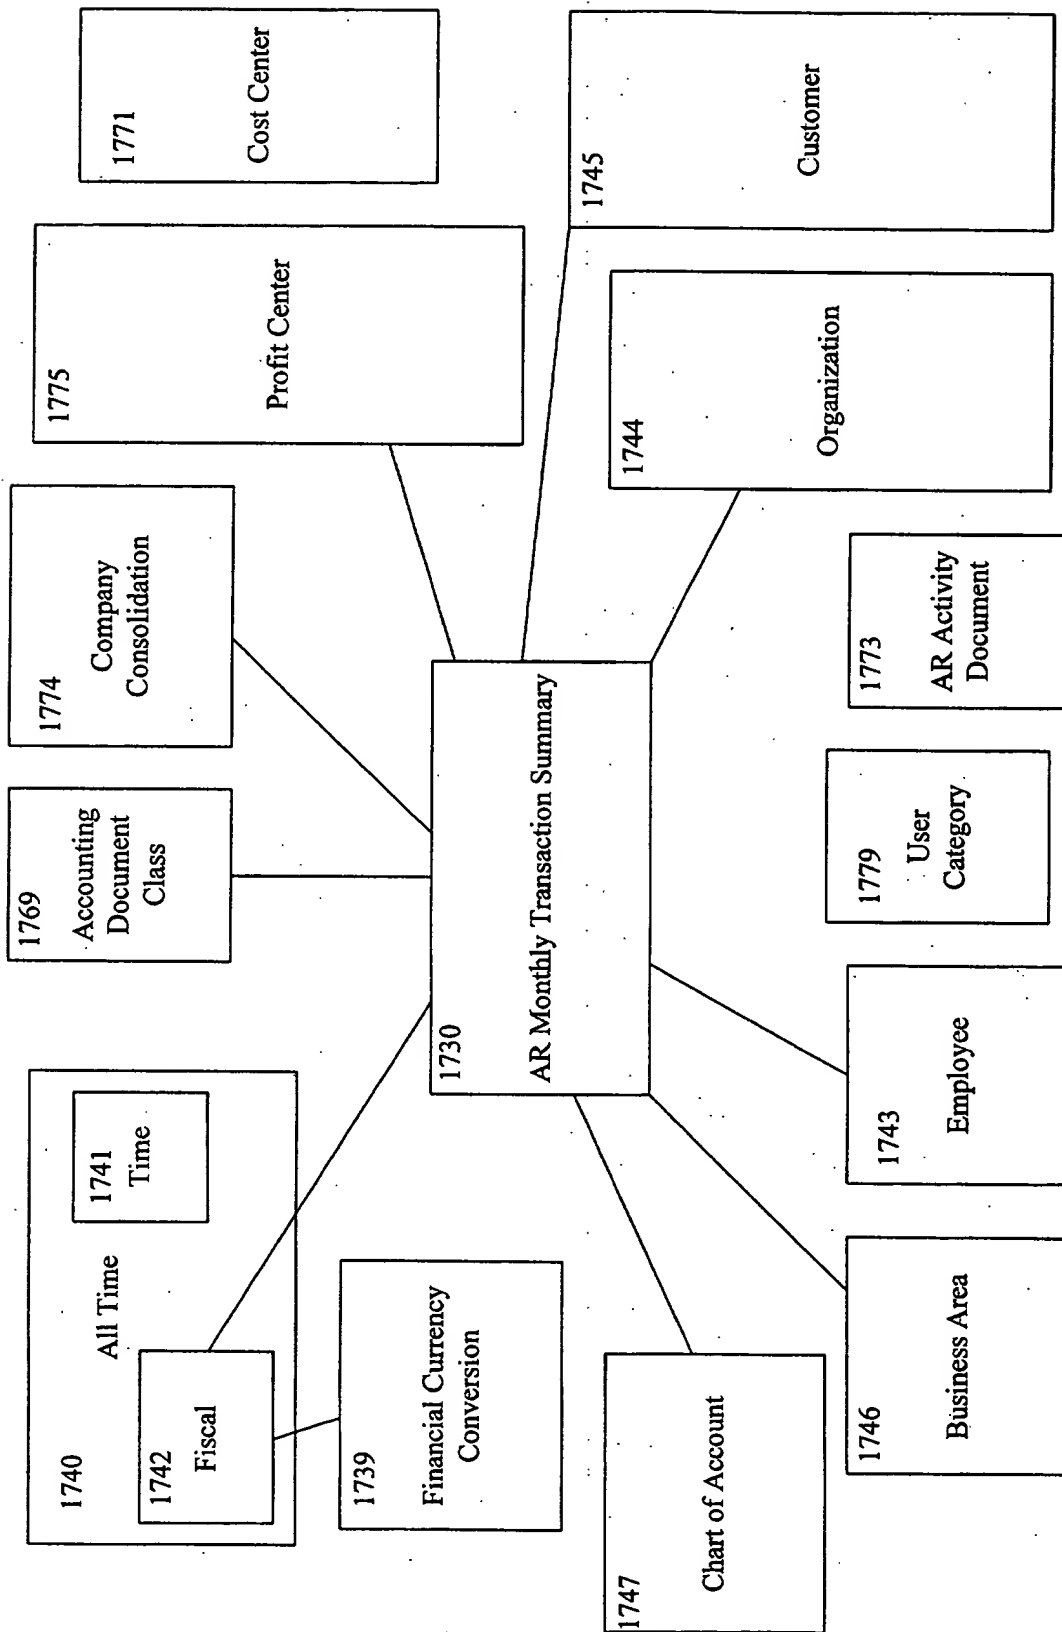 1740
All Time
1741
Time
1742
Fiscal
1769
Accounting
Document
Class
1774
Company
Consolidation
1775
Profit Center
1771
Cost Center
1739
Financial Currency
Conversion
1730
AR Monthly Transaction Summary
1745
Customer
1747
Chart of Account
1744
Organization
1746
Business Area
1743
Employee
1779
User
Category
1773
AR Activity
Document